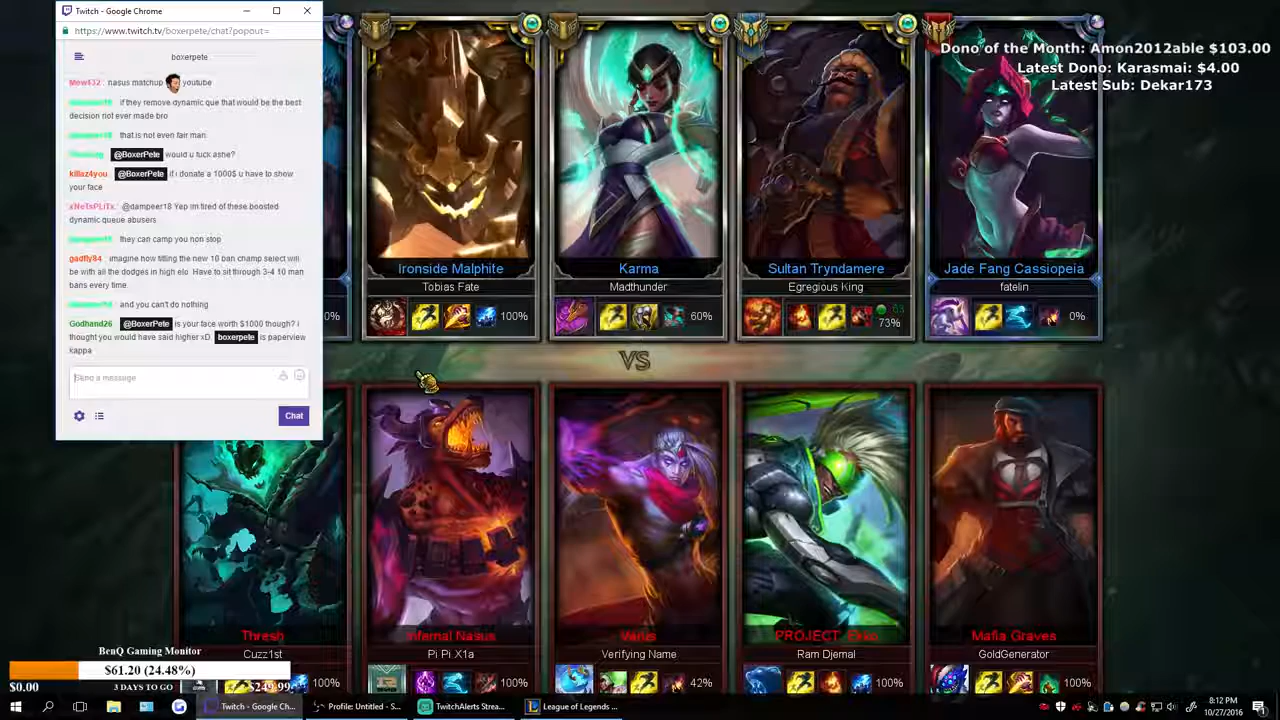 Twitch - Google Chrome
https://www.twitch.tv/boxerpete/chat?popout=
boxerpete
Mew432 : nasus matchup youtube
if they remove dynamic que that would be the best
decision riot ever made bro
that is not even fair man
@BoxerPete would u fuck ashe?
killaz4you : @BoxerPete if i donate a 1000$ u have to show
your face
xNeTsPLiTx : @dampeer18 Yep im tired of these boosted
dynamic queue abusers
they can camp you non stop
gadfly84 : imagine how tilting the new 10 ban champ select will
be with all the dodges in high elo. Have to sit through 3-4 10 man
bans every time.
and you can't do nothing
Godhand26 : @BoxerPete is your face worth $1000 though? i
thought you would have said higher xD. boxerpete is paperview
kappa
Send a message
Chat
Dono of the Month: Amon2012able $103.00
Latest Dono: Karasmai: $4.00
Latest Sub: Dekar173
Ironside Malphite
Tobias Fate
100%
Karma
Madthunder
60%
Sultan Tryndamere
Egregious King
63
73%
Jade Fang Cassiopeia
fatelin
0%
0%
VS
Thresh
Cuzz1st
100%
Infernal Nasus
Pi Pi X1a
100%
Varus
Verifying Name
42%
PROJECT: Ekko
Ram Djemal
100%
Mafia Graves
GoldGenerator
100%
BenQ Gaming Monitor
$61.20 (24.48%)
$0.00
3 DAYS TO GO
$249.99
Twitch - Google Ch...
Profile: Untitled - S...
TwitchAlerts Strea...
League of Legends ...
8:12 PM
10/27/2016